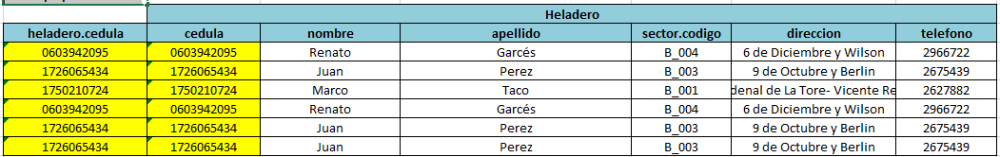 Heladero
heladero.cedula cedula nombre apellido sector.codigo direccion telefono
0603942095 0603942095 Renato Garcés B_004 6 de Diciembre y Wilson 2966722
1726065434 1726065434 Juan Perez B_003 9 de Octubre y Berlin 2675439
1750210724 1750210724 Marco Taco B_001 denal de La Tore- Vicente Re 2627882
0603942095 0603942095 Renato Garcés B_004 6 de Diciembre y Wilson 2966722
1726065434 1726065434 Juan Perez B_003 9 de Octubre y Berlin 2675439
1726065434 1726065434 Juan Perez B_003 9 de Octubre y Berlin 2675439